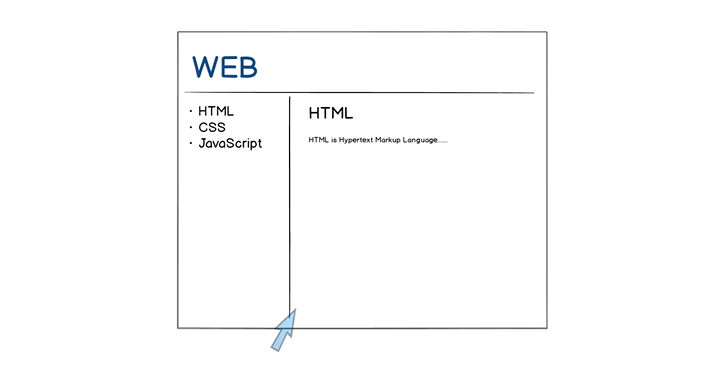 WEB
· HTML
· CSS
· JavaScript
HTML
HTML is Hypertext Markup Language......